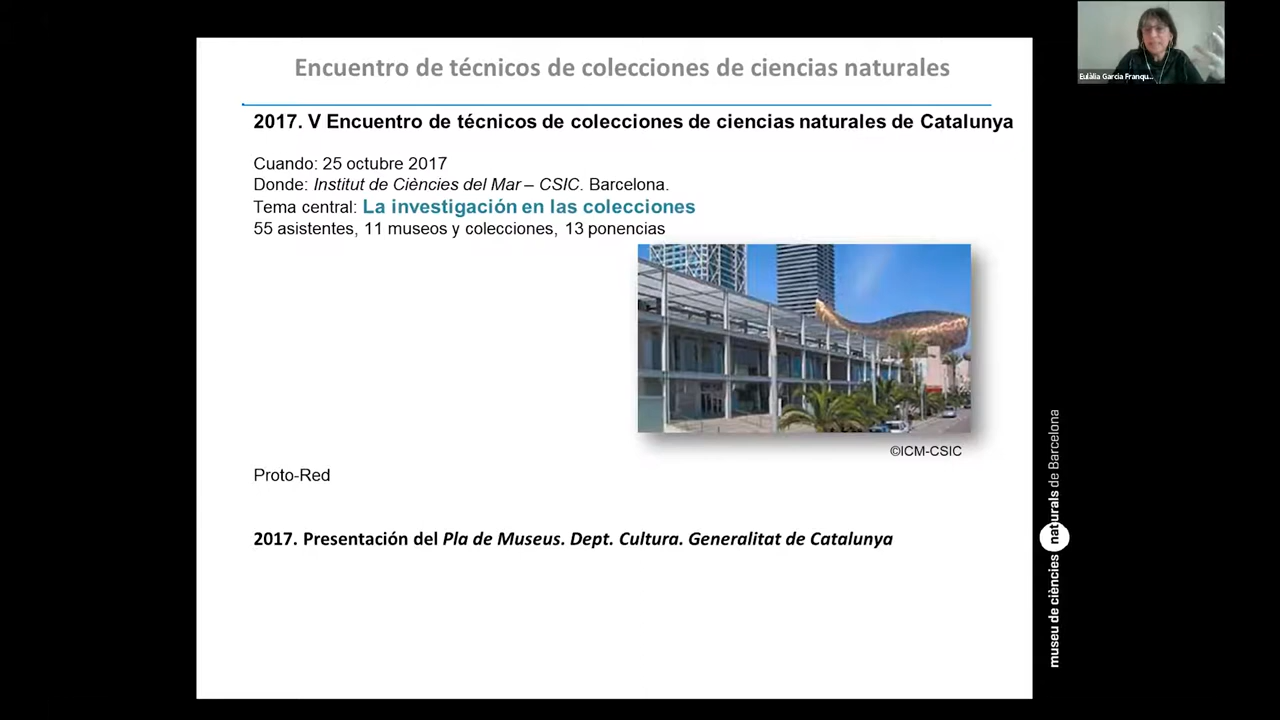 Encuentro de técnicos de colecciones de ciencias naturales
Eulàlia Garcia Franqu...
2017. V Encuentro de técnicos de colecciones de ciencias naturales de Catalunya
Cuando: 25 octubre 2017
Donde: Institut de Ciències del Mar – CSIC. Barcelona.
Tema central: La investigación en las colecciones
55 asistentes, 11 museos y colecciones, 13 ponencias
©ICM-CSIC
Proto-Red
2017. Presentación del Pla de Museus. Dept. Cultura. Generalitat de Catalunya
museu de ciències naturals de Barcelona